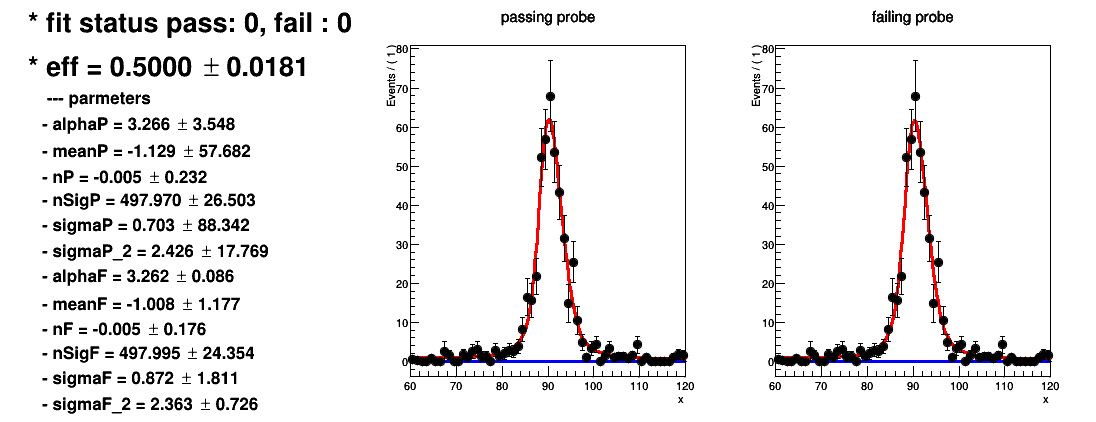 * fit status pass: 0, fail : 0
* eff = 0.5000 ± 0.0181
--- parmeters
- alphaP = 3.266 ± 3.548
- meanP = -1.129 ± 57.682
- nP = -0.005 ± 0.232
- nSigP = 497.970 ± 26.503
- sigmaP = 0.703 ± 88.342
- sigmaP_2 = 2.426 ± 17.769
- alphaF = 3.262 ± 0.086
- meanF = -1.008 ± 1.177
- nF = -0.005 ± 0.176
- nSigF = 497.995 ± 24.354
- sigmaF = 0.872 ± 1.811
- sigmaF_2 = 2.363 ± 0.726
passing probe
Events / ( 1 )
80
70
60
50
40
30
20
10
0
60 70 80 90 100 110 120
x
failing probe
Events / ( 1 )
80
70
60
50
40
30
20
10
0
60 70 80 90 100 110 120
x